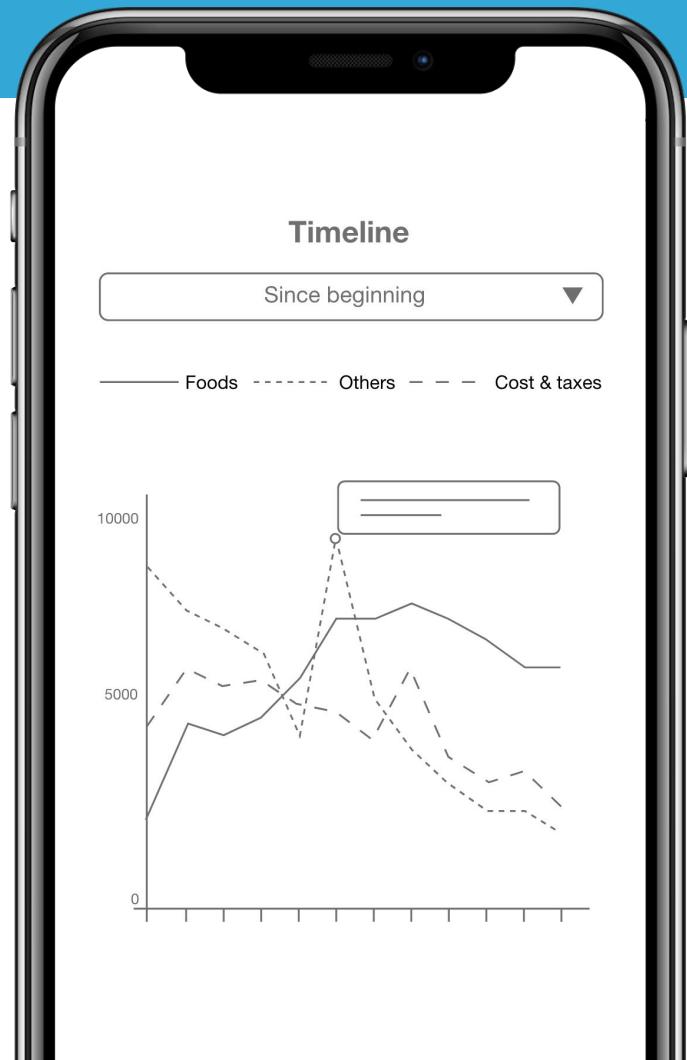 Timeline
Since beginning
Foods Others Cost & taxes
10000
5000
0